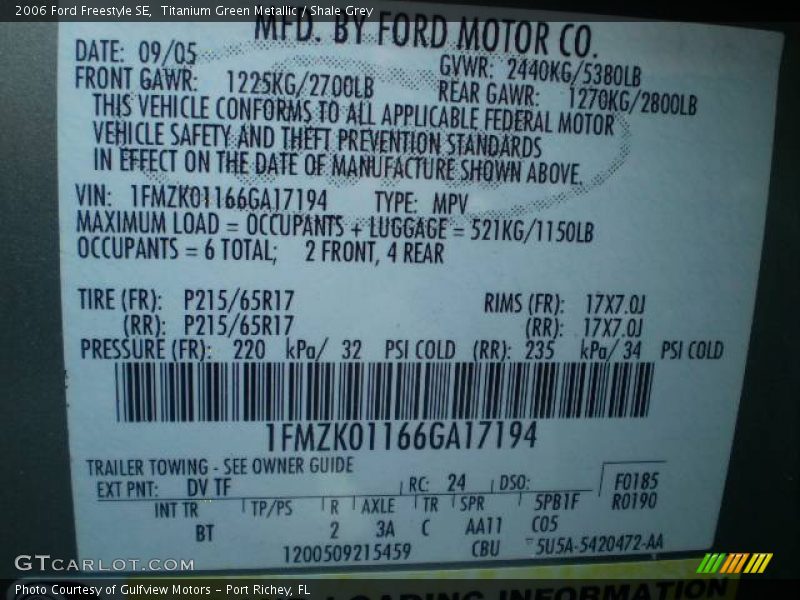 2006 Ford Freestyle SE, Titanium Green Metallic / Shale Grey
MFD. BY FORD MOTOR CO.
DATE: 09/05 GVWR: 2440KG/5380LB
FRONT GAWR: 1225KG/2700LB REAR GAWR: 1270KG/2800LB
THIS VEHICLE CONFORMS TO ALL APPLICABLE FEDERAL MOTOR
VEHICLE SAFETY AND THEFT PREVENTION STANDARDS
IN EFFECT ON THE DATE OF MANUFACTURE SHOWN ABOVE.
VIN: 1FMZK01166GA17194 TYPE: MPV
MAXIMUM LOAD = OCCUPANTS + LUGGAGE = 521KG/1150LB
OCCUPANTS = 6 TOTAL; 2 FRONT, 4 REAR
TIRE (FR): P215/65R17 RIMS (FR): 17X7.0J
(RR): P215/65R17 (RR): 17X7.0J
PRESSURE (FR): 220 kPa/ 32 PSI COLD (RR): 235 kPa/ 34 PSI COLD
1FMZK01166GA17194
TRAILER TOWING - SEE OWNER GUIDE
EXT PNT: DV TF RC: 24 DSO: F0185
INT TR TP/PS R AXLE TR SPR 5PB1F R0190
BT 2 3A C AA11 C05
1200509215459 CBU 5U5A-5420472-AA
GTCARLOT.COM
LOADING INFORMATION
Photo Courtesy of Gulfview Motors - Port Richey, FL